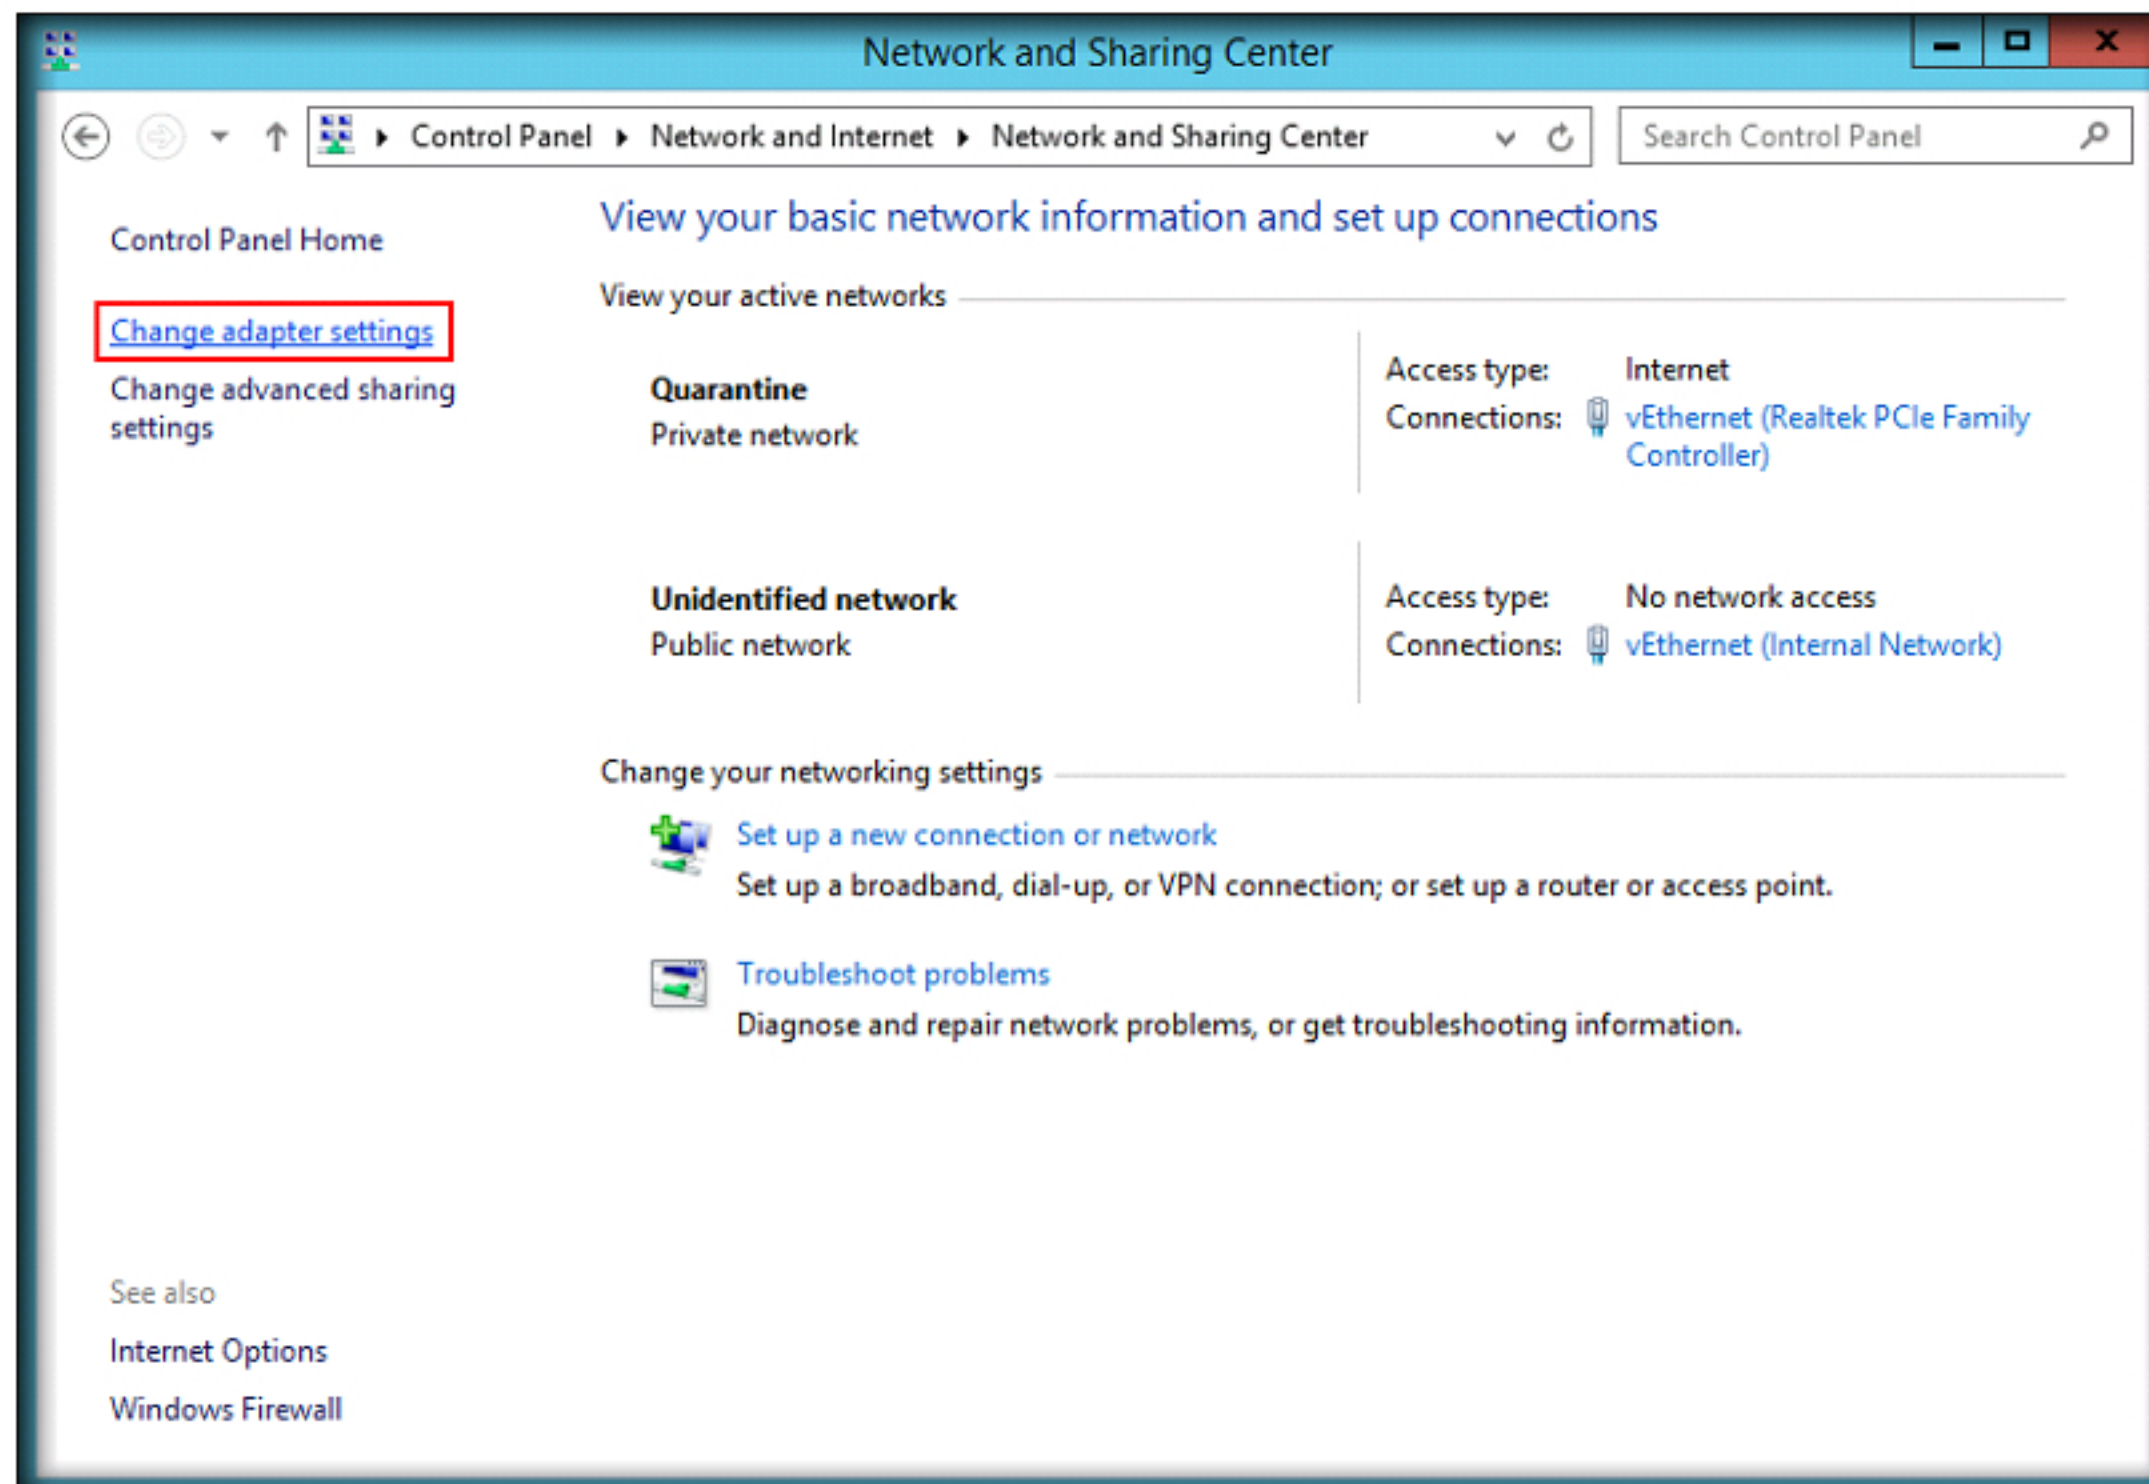 Network and Sharing Center
Control Panel Network and Internet Network and Sharing Center
Search Control Panel
Control Panel Home
Change adapter settings
Change advanced sharing
settings
View your basic network information and set up connections
View your active networks
Quarantine
Private network
Access type: Internet
Connections: vEthernet (Realtek PCIe Family
Controller)
Unidentified network
Public network
Access type: No network access
Connections: vEthernet (Internal Network)
Change your networking settings
Set up a new connection or network
Set up a broadband, dial-up, or VPN connection; or set up a router or access point.
Troubleshoot problems
Diagnose and repair network problems, or get troubleshooting information.
See also
Internet Options
Windows Firewall